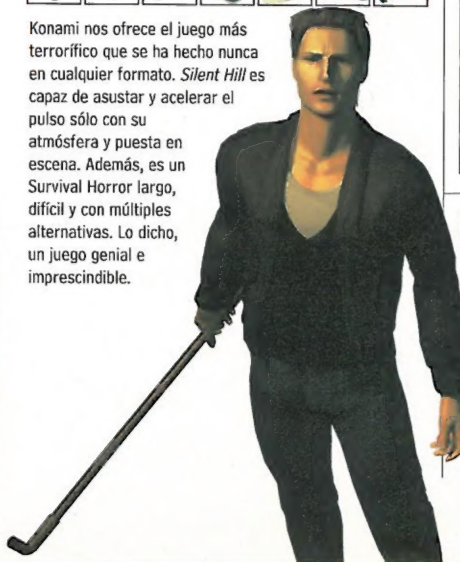 Konami nos ofrece el juego más
terrorífico que se ha hecho nunca
en cualquier formato. Silent Hill es
capaz de asustar y acelerar el
pulso sólo con su
atmósfera y puesta en
escena. Además, es un
Survival Horror largo,
difícil y con múltiples
alternativas. Lo dicho,
un juego genial e
imprescindible.